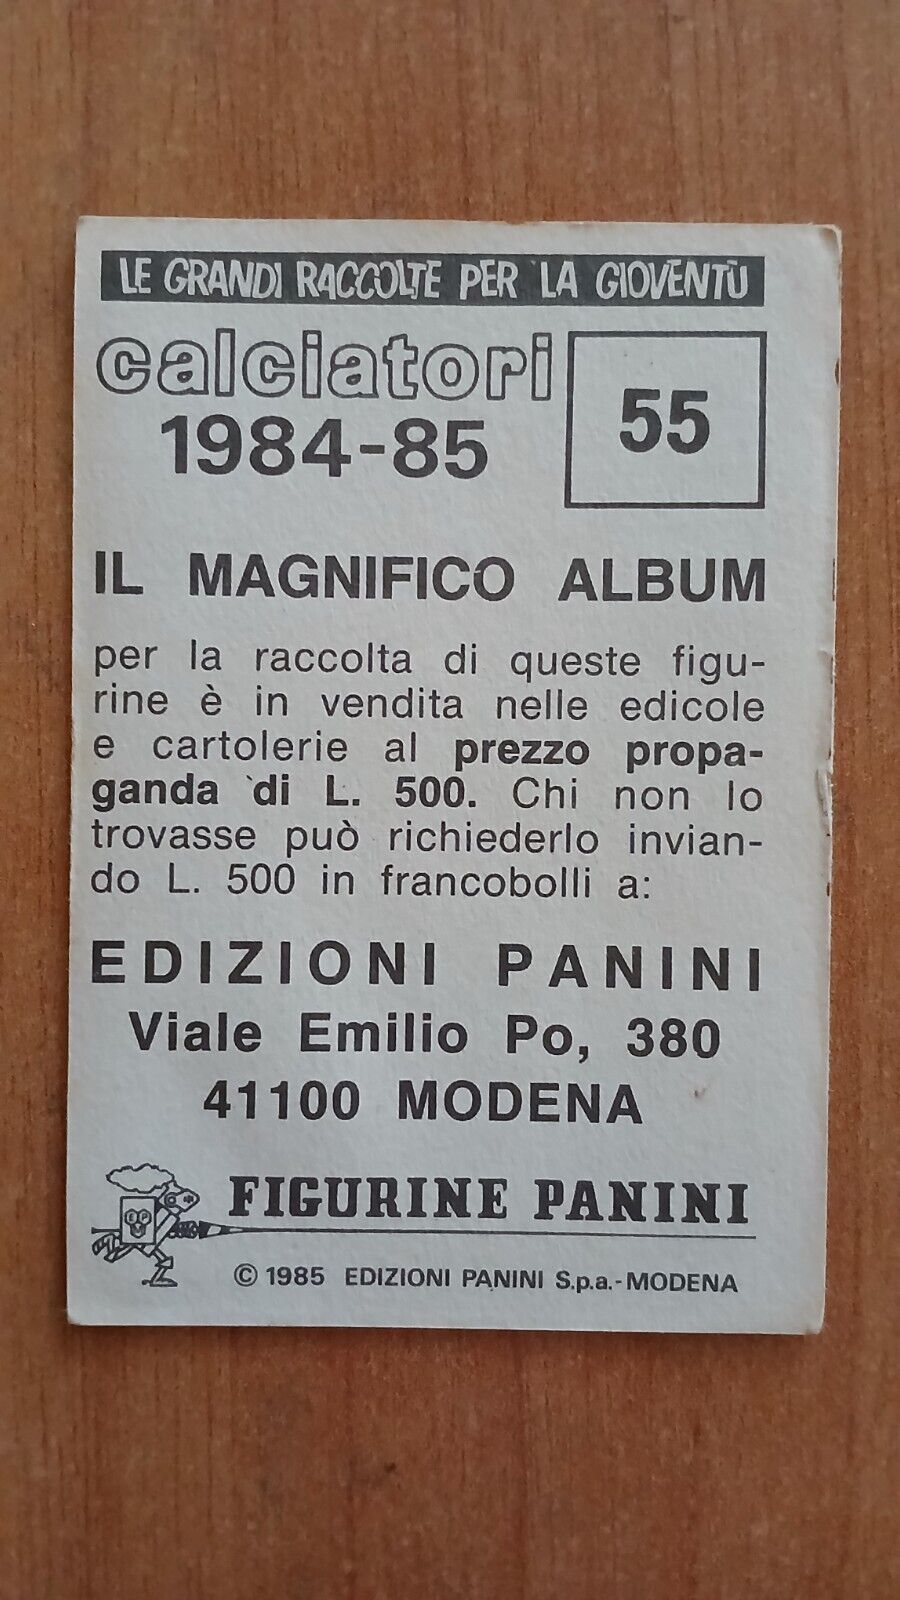 LE GRANDI RACCOLTE PER LA GIOVENTÙ
calciatori
1984-85
55
IL MAGNIFICO ALBUM
per la raccolta di queste figu-
rine è in vendita nelle edicole
e cartolerie al prezzo propa-
ganda di L. 500. Chi non lo
trovasse può richiederlo invian-
do L. 500 in francobolli a:
EDIZIONI PANINI
Viale Emilio Po, 380
41100 MODENA
FIGURINE PANINI
© 1985 EDIZIONI PANINI S.p.a.-MODENA